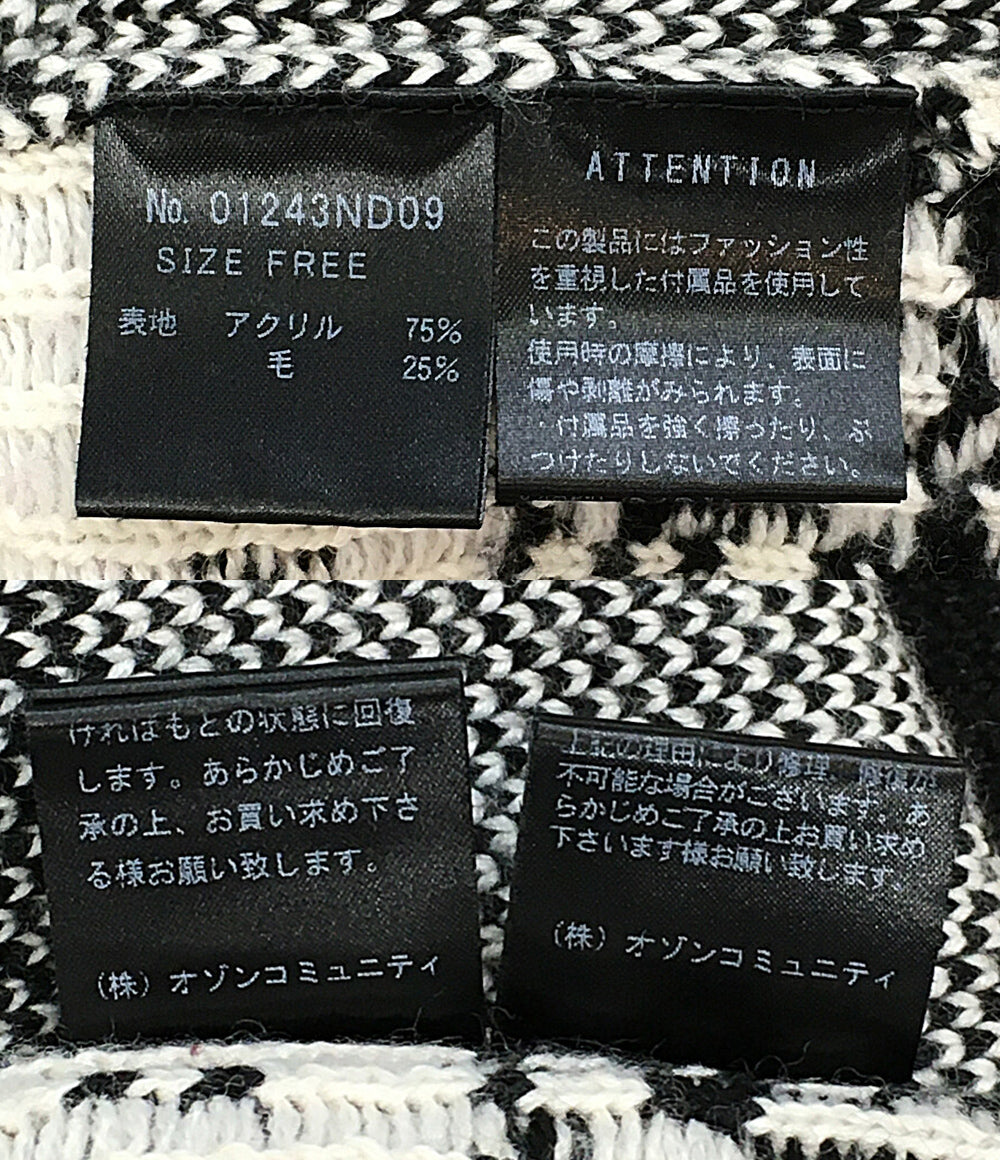 No. 01243ND09
SIZE FREE
表地 アクリル 75%
毛 25%
ATTENTION
この製品にはファッション性
を重視した付属品を使用して
います。
使用時の摩擦により、表面に
傷や剥離がみられます。
・付属品を強く擦ったり、ぶ
つけたりしないでください。
ければもとの状態に回復
します。あらかじめご了
承の上、お買い求め下さ
る様お願い致します。
(株) オゾンコミュニティ
上記の理由により修理、修復が
不可能な場合がございます。あ
らかじめご了承の上お買い求め
下さいます様お願い致します。
(株) オゾンコミュニティ